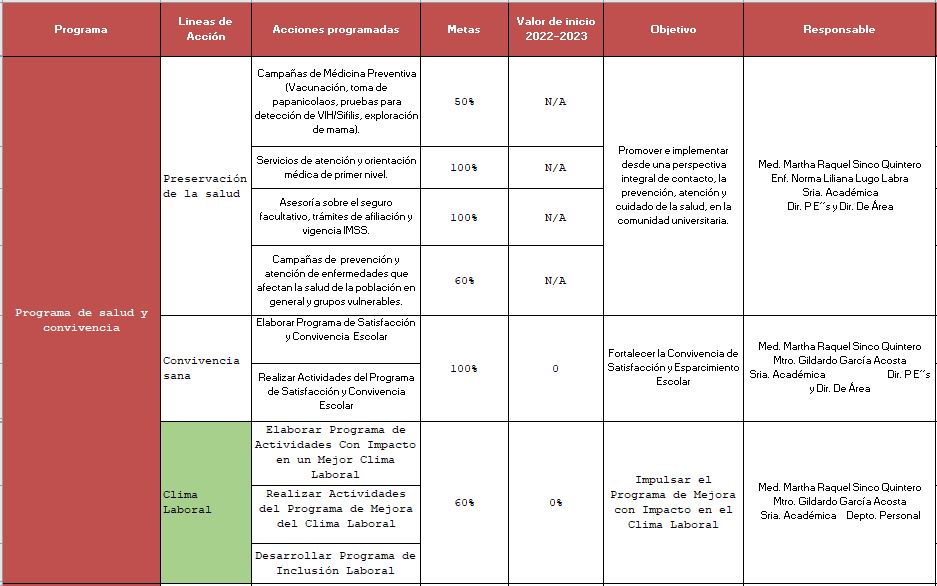 Programa
Lineas de
Acción
Acciones programadas
Metas
Valor de inicio
2022-2023
Objetivo
Responsable
Programa de salud y
convivencia
Preservación
de la salud
Campañas de Médicina Preventiva
(Vacunación, toma de
papanicolaos, pruebas para
detección de VIH/Sifilis, exploración
de mama).
50%
N/A
Servicios de atención y orientación
médica de primer nivel.
100%
N/A
Asesoría sobre el seguro
facultativo, trámites de afiliación y
vigencia IMSS.
100%
N/A
Campañas de prevención y
atención de enfermedades que
afectan la salud de la población en
general y grupos vulnerables.
60%
N/A
Promover e implementar
desde una perspectiva
integral de contacto, la
prevención, atención y
cuidado de la salud, en la
comunidad universitaria.
Med. Martha Raquel Sinco Quintero
Enf. Norma Liliana Lugo Labra
Sria. Académica
Dir. P E´´s y Dir. De Área
Convivencia
sana
Elaborar Programa de Satisfacción
y Convivencia Escolar
Realizar Actividades del Programa
de Satisfacción y Convivencia
Escolar
100%
0
Fortalecer la Convivencia de
Satisfacción y Esparcimiento
Escolar
Med. Martha Raquel Sinco Quintero
Mtro. Gildardo García Acosta
Sria. Académica Dir. P E´´s
y Dir. De Área
Clima
Laboral
Elaborar Programa de
Actividades Con Impacto
en un Mejor Clima
Laboral
Realizar Actividades
del Programa de Mejora
del Clima Laboral
Desarrollar Programa de
Inclusión Laboral
60%
0%
Impulsar el
Programa de Mejora
con Impacto en el
Clima Laboral
Med. Martha Raquel Sinco Quintero
Mtro. Gildardo García Acosta
Sria. Académica Depto. Personal